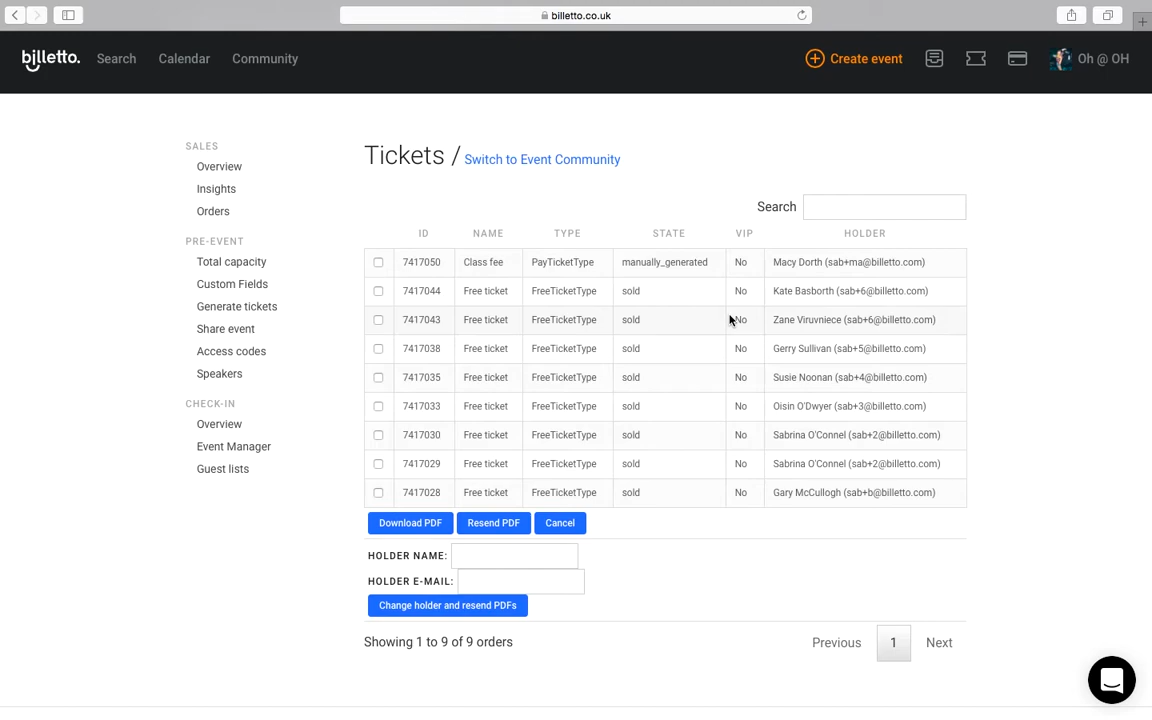 billetto.co.uk
billetto. Search Calendar Community Create event Oh @ OH
SALES
Overview
Insights
Orders
PRE-EVENT
Total capacity
Custom Fields
Generate tickets
Share event
Access codes
Speakers
CHECK-IN
Overview
Event Manager
Guest lists
Tickets / Switch to Event Community
Search
ID NAME TYPE STATE VIP HOLDER
7417050 Class fee PayTicketType manually_generated No Macy Dorth (sab+ma@billetto.com)
7417044 Free ticket FreeTicketType sold No Kate Basborth (sab+6@billetto.com)
7417043 Free ticket FreeTicketType sold No Zane Viruvniece (sab+6@billetto.com)
7417038 Free ticket FreeTicketType sold No Gerry Sullivan (sab+5@billetto.com)
7417035 Free ticket FreeTicketType sold No Susie Noonan (sab+4@billetto.com)
7417033 Free ticket FreeTicketType sold No Oisin O'Dwyer (sab+3@billetto.com)
7417030 Free ticket FreeTicketType sold No Sabrina O'Connel (sab+2@billetto.com)
7417029 Free ticket FreeTicketType sold No Sabrina O'Connel (sab+2@billetto.com)
7417028 Free ticket FreeTicketType sold No Gary McCullogh (sab+b@billetto.com)
Download PDF Resend PDF Cancel
HOLDER NAME:
HOLDER E-MAIL:
Change holder and resend PDFs
Showing 1 to 9 of 9 orders Previous 1 Next